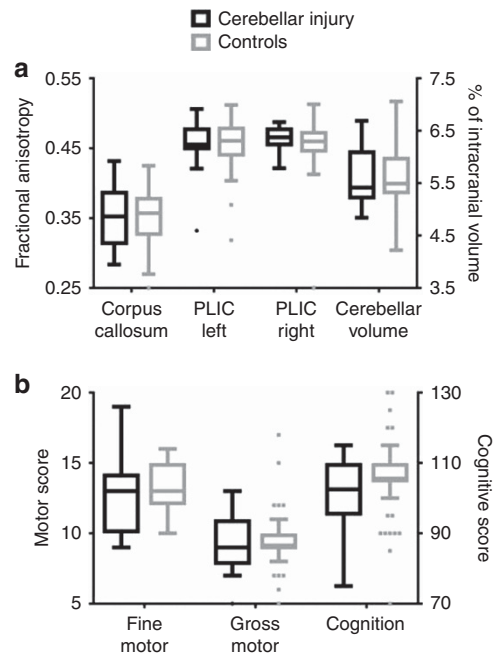 Cerebellar injury
Controls
a
Fractional anisotropy
0.55
0.45
0.35
0.25
7.5
6.5
5.5
4.5
3.5
% of intracranial volume
Corpus callosum
PLIC left
PLIC right
Cerebellar volume
b
Motor score
20
15
10
5
130
110
90
70
Cognitive score
Fine motor
Gross motor
Cognition